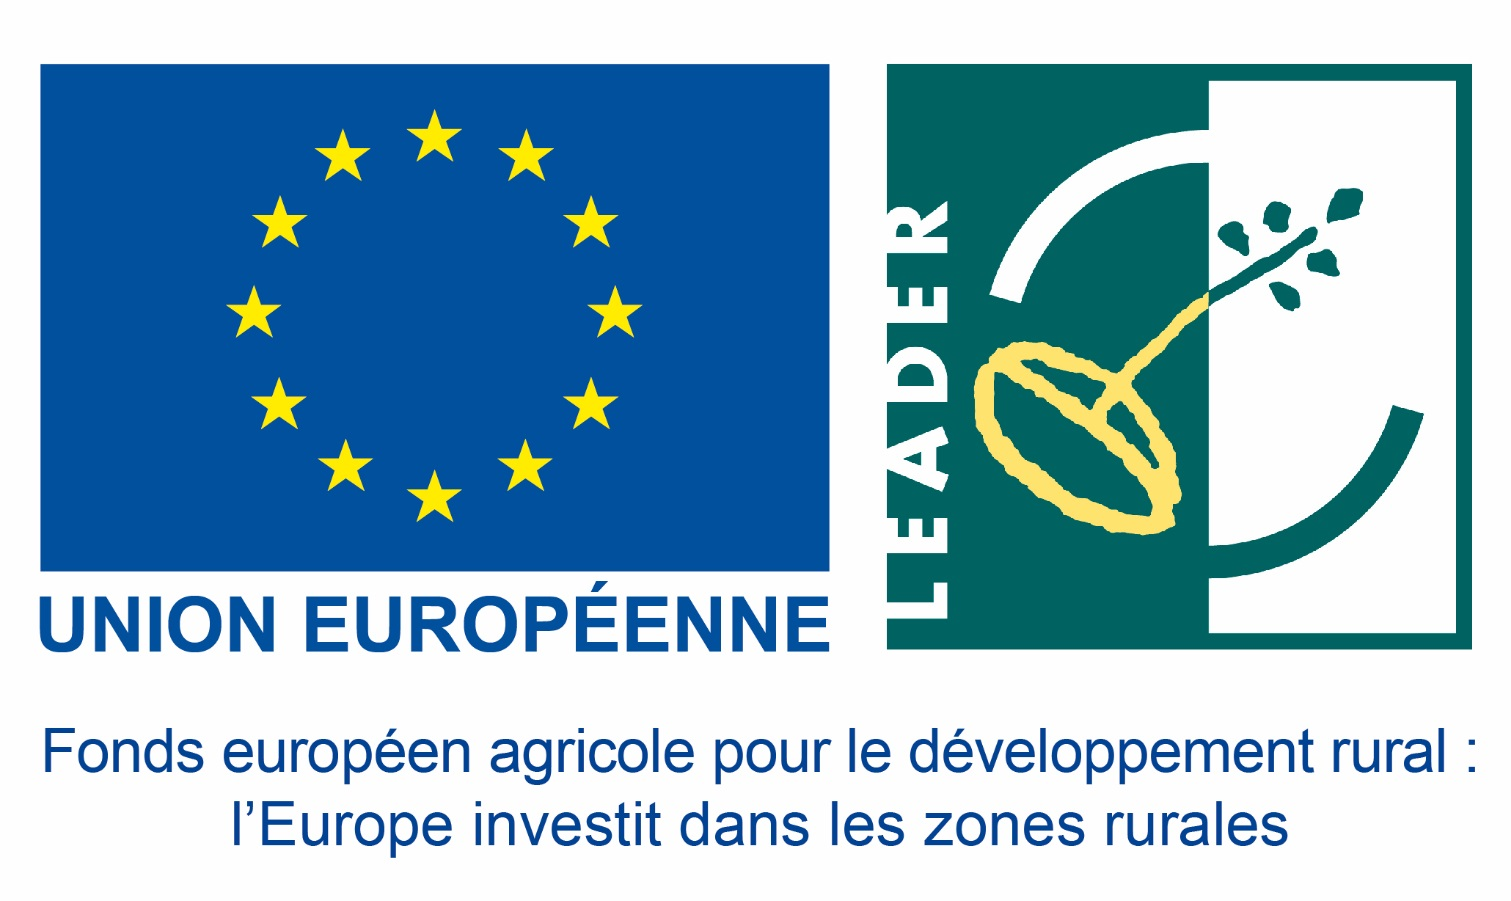 UNION EUROPÉENNE
LEADER
Fonds européen agricole pour le développement rural :
l’Europe investit dans les zones rurales